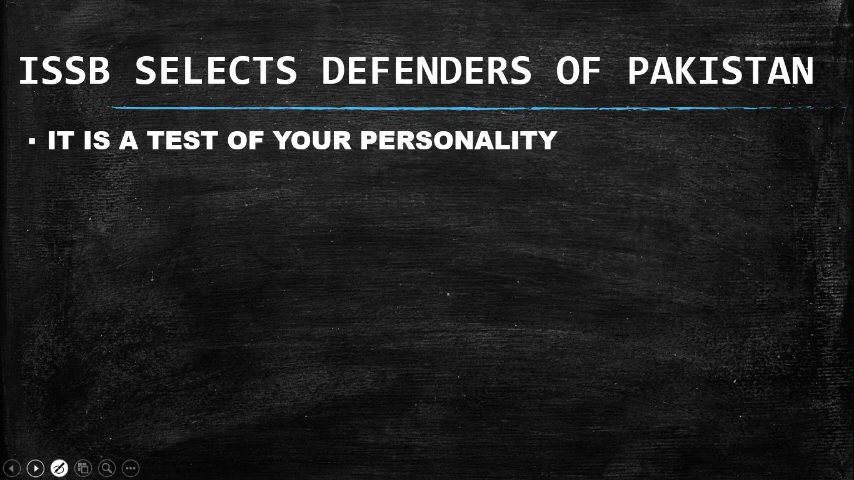 ISSB SELECTS DEFENDERS OF PAKISTAN
▪ IT IS A TEST OF YOUR PERSONALITY